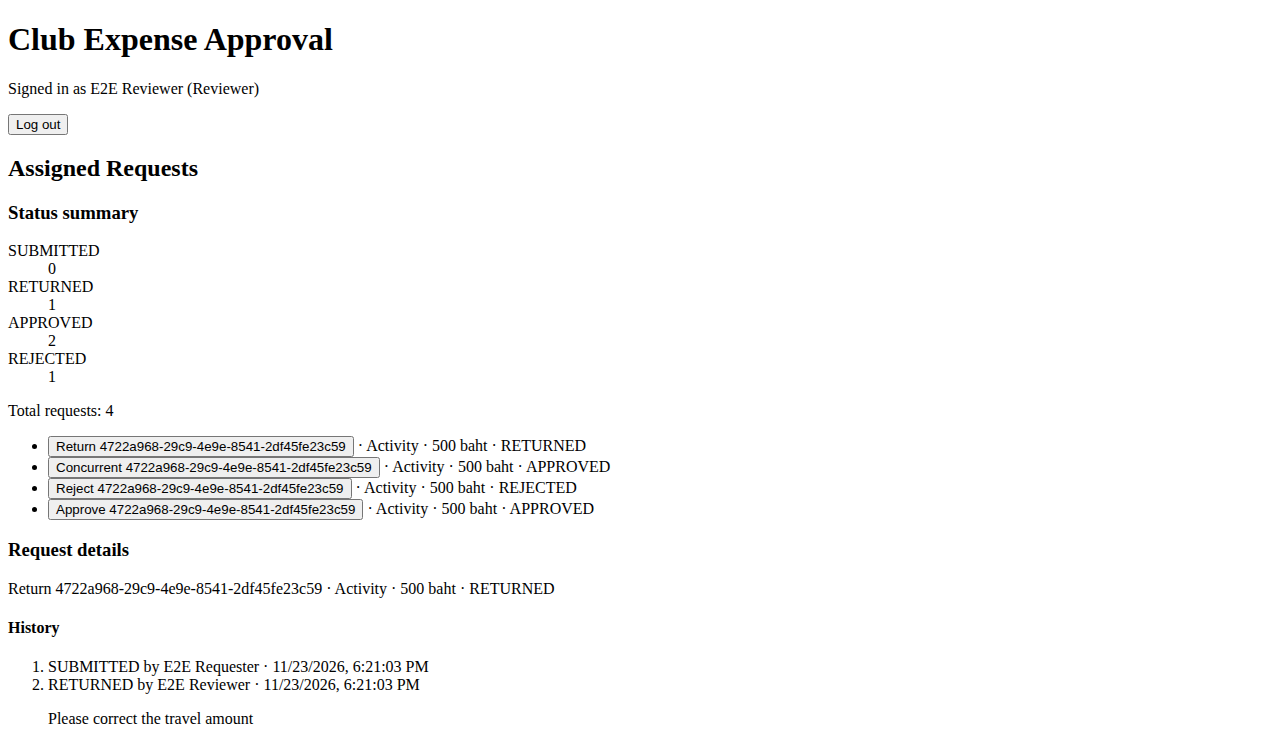 Club Expense Approval
Signed in as E2E Reviewer (Reviewer)
Log out
Assigned Requests
Status summary
SUBMITTED
0
RETURNED
1
APPROVED
2
REJECTED
1
Total requests: 4
• Return 4722a968-29c9-4e9e-8541-2df45fe23c59 · Activity · 500 baht · RETURNED
• Concurrent 4722a968-29c9-4e9e-8541-2df45fe23c59 · Activity · 500 baht · APPROVED
• Reject 4722a968-29c9-4e9e-8541-2df45fe23c59 · Activity · 500 baht · REJECTED
• Approve 4722a968-29c9-4e9e-8541-2df45fe23c59 · Activity · 500 baht · APPROVED
Request details
Return 4722a968-29c9-4e9e-8541-2df45fe23c59 · Activity · 500 baht · RETURNED
History
1. SUBMITTED by E2E Requester · 11/23/2026, 6:21:03 PM
2. RETURNED by E2E Reviewer · 11/23/2026, 6:21:03 PM
Please correct the travel amount